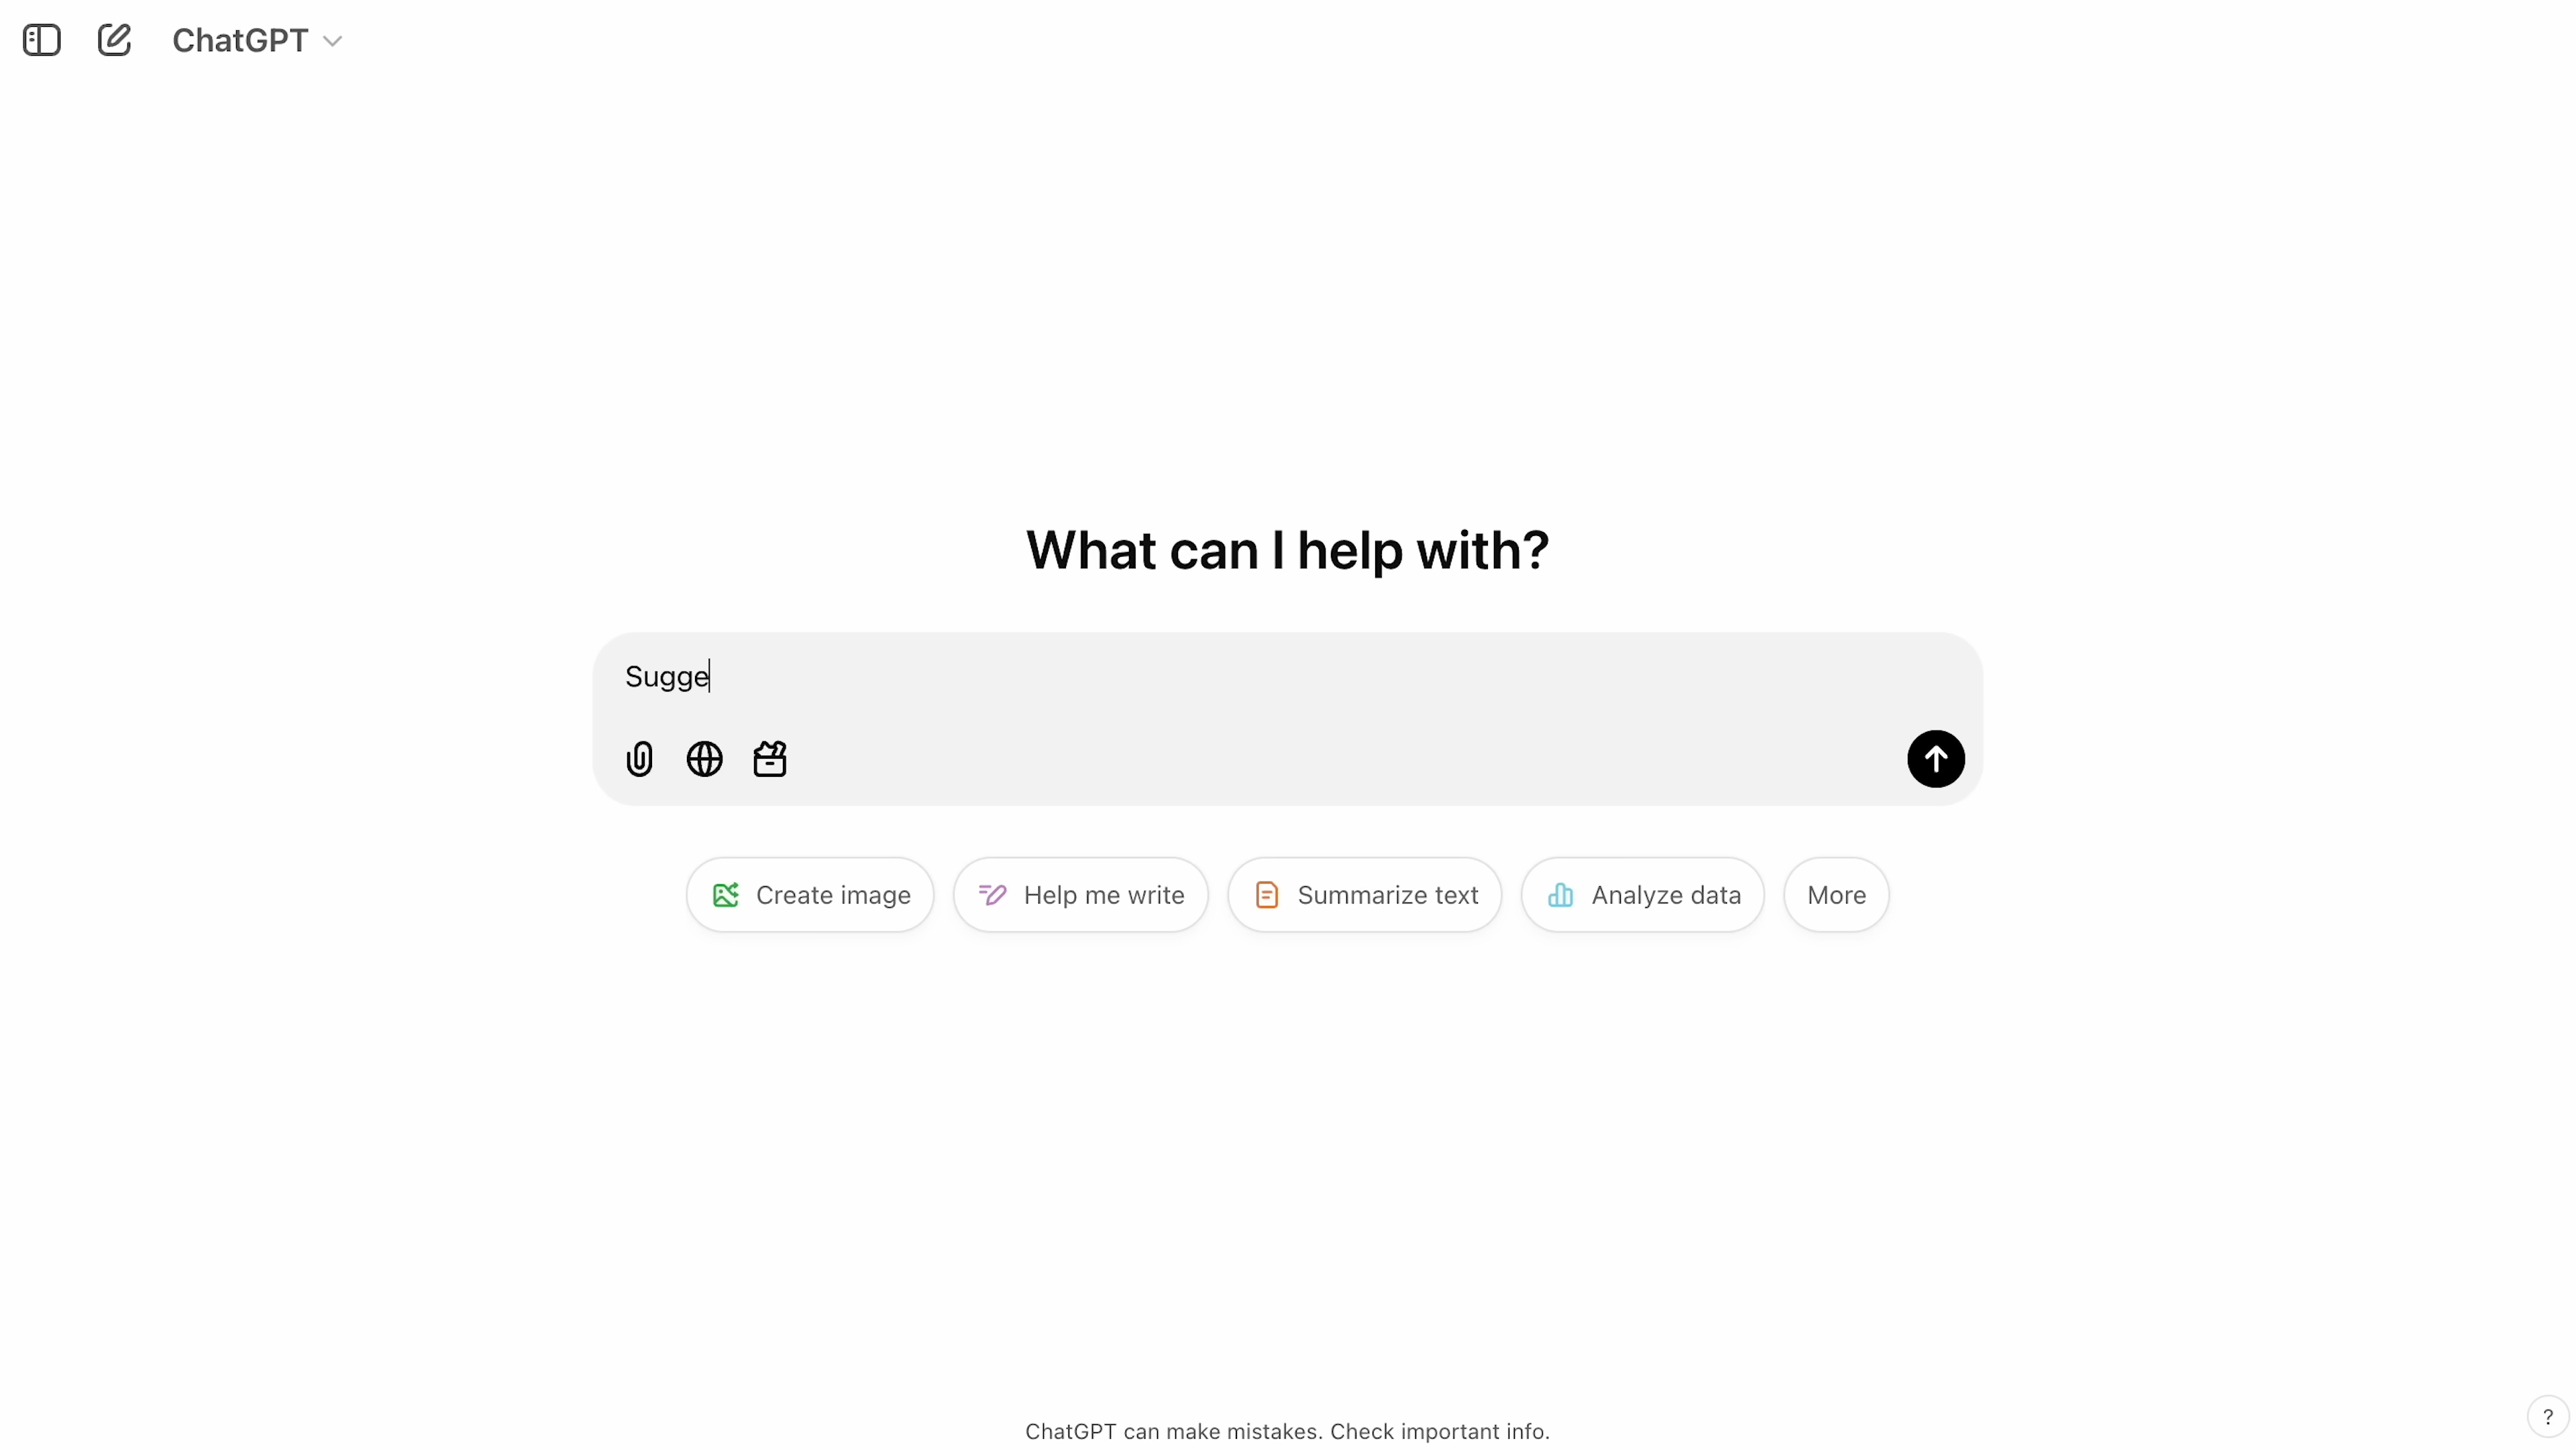 ChatGPT
What can I help with?
Sugge
Create image
Help me write
Summarize text
Analyze data
More
ChatGPT can make mistakes. Check important info.
?